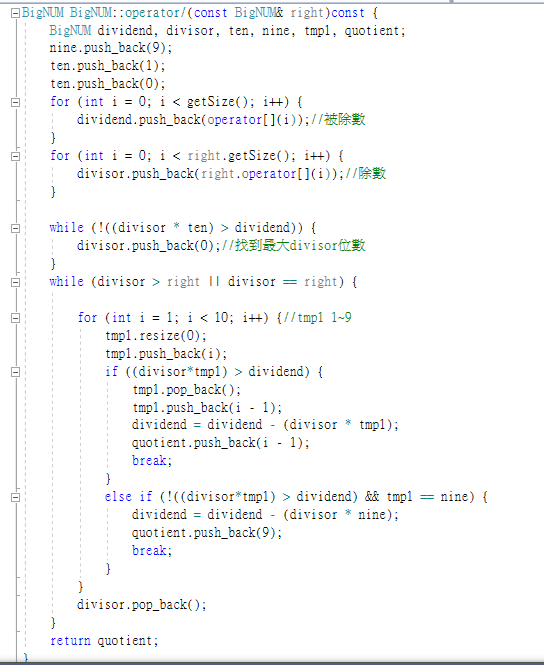 BigNUM BigNUM::operator/(const BigNUM& right)const {
BigNUM dividend, divisor, ten, nine, tmp1, quotient;
nine.push_back(9);
ten.push_back(1);
ten.push_back(0);
for (int i = 0; i < getSize(); i++) {
dividend.push_back(operator[](i));//被除數
}
for (int i = 0; i < right.getSize(); i++) {
divisor.push_back(right.operator[](i));//除數
}
while (!((divisor * ten) > dividend)) {
divisor.push_back(0);//找到最大divisor位數
}
while (divisor > right || divisor == right) {
for (int i = 1; i < 10; i++) {//tmp1 1~9
tmp1.resize(0);
tmp1.push_back(i);
if ((divisor*tmp1) > dividend) {
tmp1.pop_back();
tmp1.push_back(i - 1);
dividend = dividend - (divisor * tmp1);
quotient.push_back(i - 1);
break;
}
else if (!((divisor*tmp1) > dividend) && tmp1 == nine) {
dividend = dividend - (divisor * nine);
quotient.push_back(9);
break;
}
}
divisor.pop_back();
}
return quotient;
}